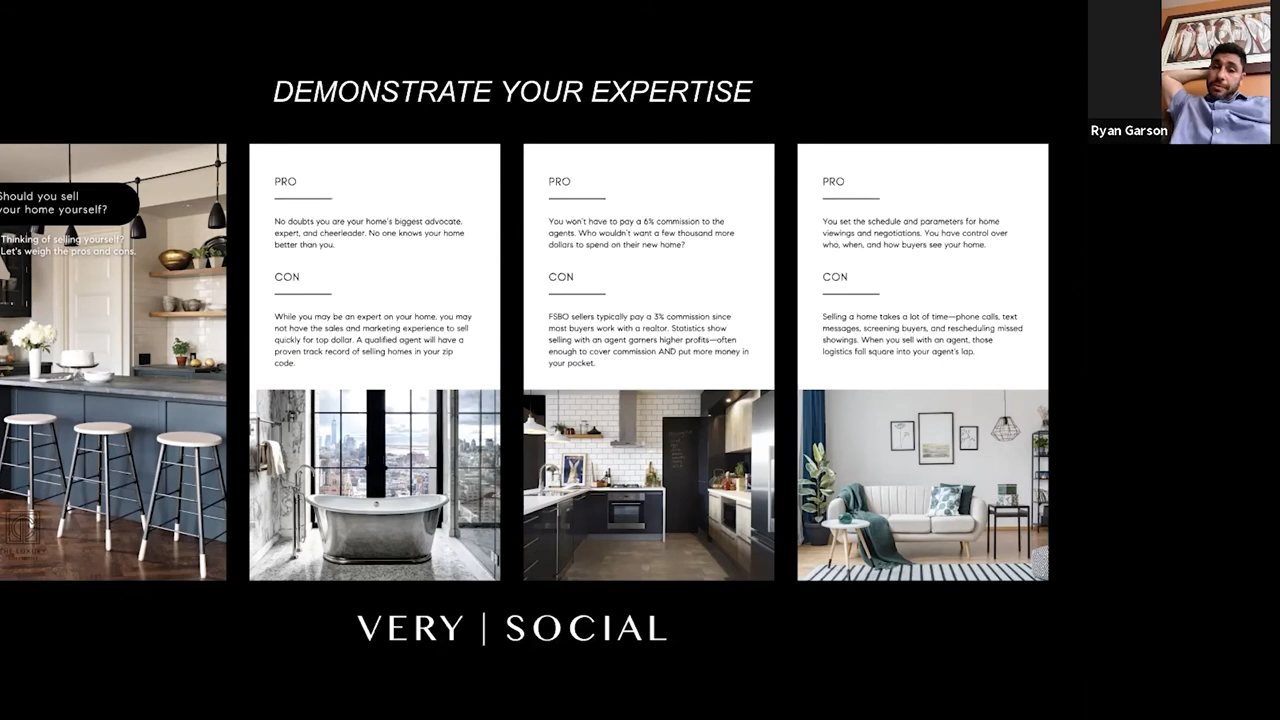 DEMONSTRATE YOUR EXPERTISE
Ryan Garson
Should you sell
your home yourself?
Thinking of selling yourself?
Let's weigh the pros and cons.
THE LUXURY
PRO
No doubts you are your home's biggest advocate,
expert, and cheerleader. No one knows your home
better than you.
CON
While you may be an expert on your home, you may
not have the sales and marketing experience to sell
quickly for top dollar. A qualified agent will have a
proven track record of selling homes in your zip
code.
PRO
You won't have to pay a 6% commission to the
agents. Who wouldn't want a few thousand more
dollars to spend on their new home?
CON
FSBO sellers typically pay a 3% commission since
most buyers work with a realtor. Statistics show
selling with an agent garners higher profits—often
enough to cover commission AND put more money in
your pocket.
PRO
You set the schedule and parameters for home
viewings and negotiations. You have control over
who, when, and how buyers see your home.
CON
Selling a home takes a lot of time—phone calls, text
messages, screening buyers, and rescheduling missed
showings. When you sell with an agent, those
logistics fall square into your agent's lap.
VERY | SOCIAL